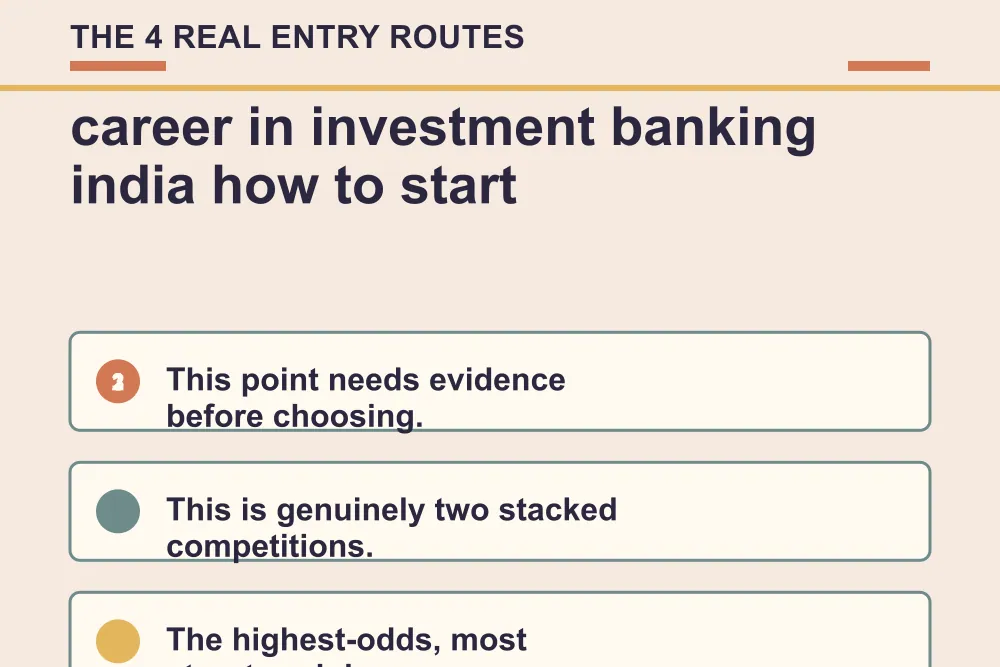 THE 4 REAL ENTRY ROUTES
career in investment banking
india how to start
This point needs evidence
before choosing.
This is genuinely two stacked
competitions.
The highest-odds, most